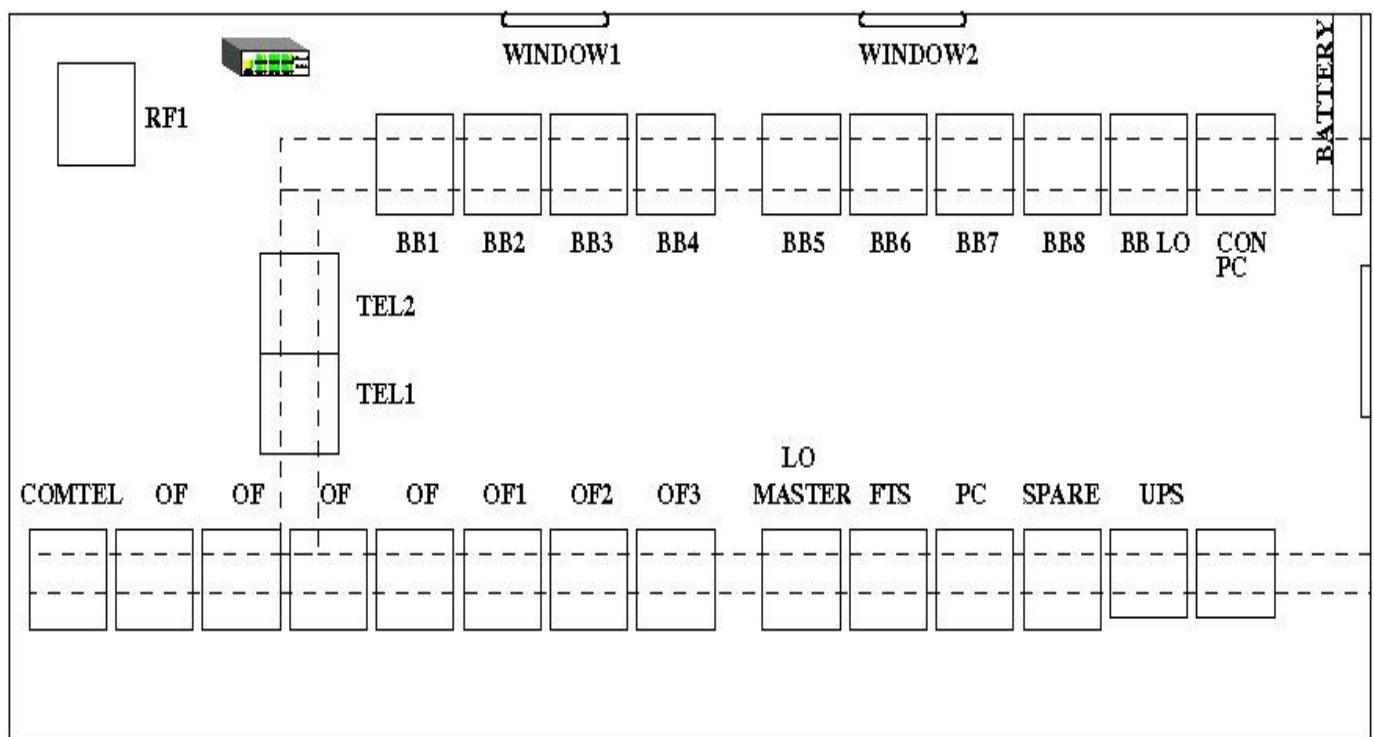 WINDOW1 WINDOW2
BATTERY
RF1
BB1 BB2 BB3 BB4 BB5 BB6 BB7 BB8 BB LO CON
PC
TEL2
TEL1
LO
COMTEL OF OF OF OF OF1 OF2 OF3 MASTER FTS PC SPARE UPS